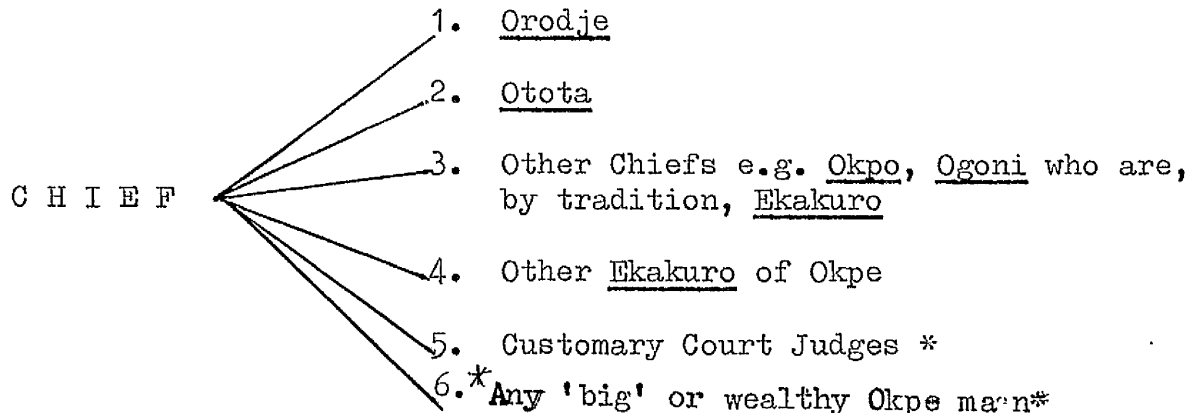 1. Orodje
2. Otota
3. Other Chiefs e.g. Okpo, Ogoni who are,
by tradition, Ekakuro
C H I E F
4. Other Ekakuro of Okpe
5. Customary Court Judges *
6.*Any 'big' or wealthy Okpe man*